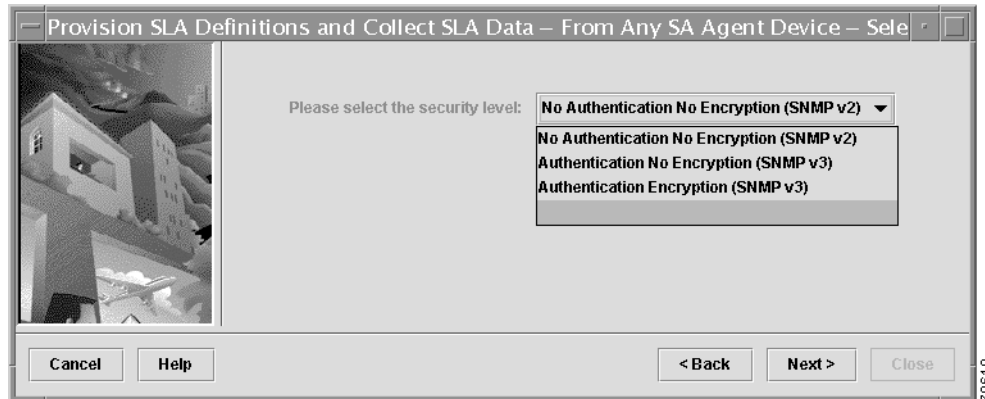 Provision SLA Definitions and Collect SLA Data – From Any SA Agent Device – Sele
Please select the security level:
No Authentication No Encryption (SNMP v2)
No Authentication No Encryption (SNMP v2)
Authentication No Encryption (SNMP v3)
Authentication Encryption (SNMP v3)
Cancel
Help
< Back
Next >
Close